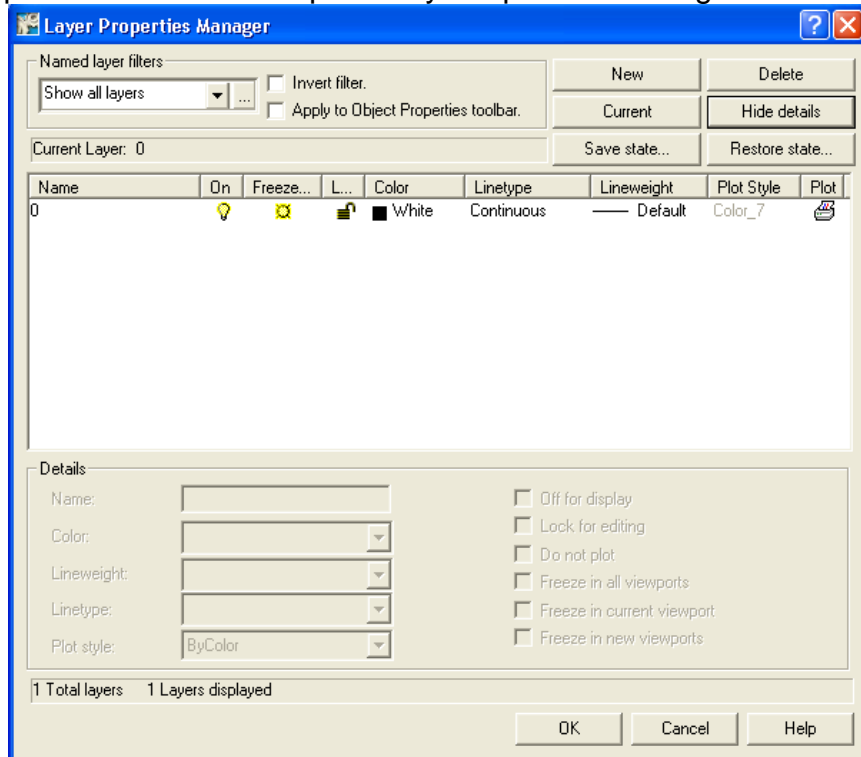 Layer Properties Manager
Named layer filters
Show all layers
...
Invert filter.
Apply to Object Properties toolbar.
New
Delete
Current
Hide details
Current Layer: 0
Save state...
Restore state...
Name On Freeze... L... Color Linetype Lineweight Plot Style Plot
0 White Continuous Default Color_7
Details
Name:
Color:
Lineweight:
Linetype:
Plot style: ByColor
Off for display
Lock for editing
Do not plot
Freeze in all viewports
Freeze in current viewport
Freeze in new viewports
1 Total layers 1 Layers displayed
OK Cancel Help